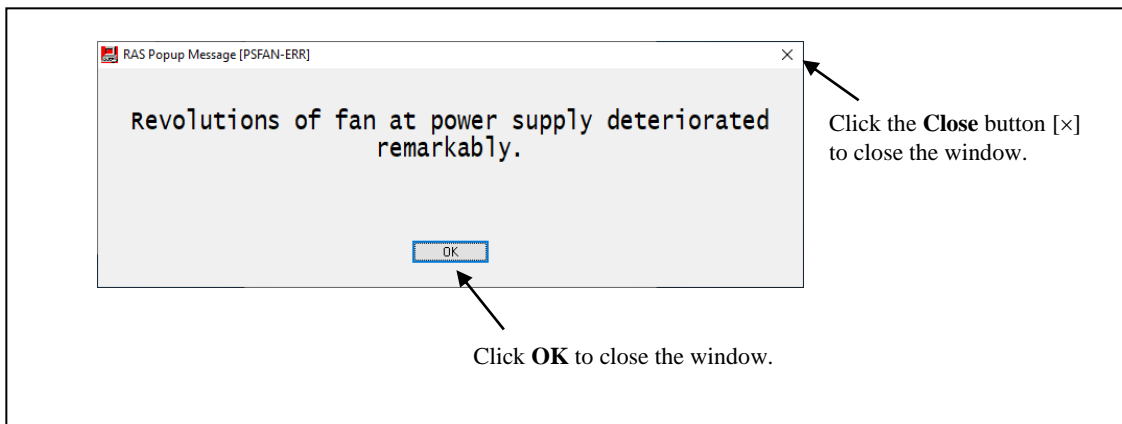 RAS Popup Message [PSFAN-ERR]
Revolutions of fan at power supply deteriorated
remarkably.
Click the Close button [×]
to close the window.
OK
Click OK to close the window.